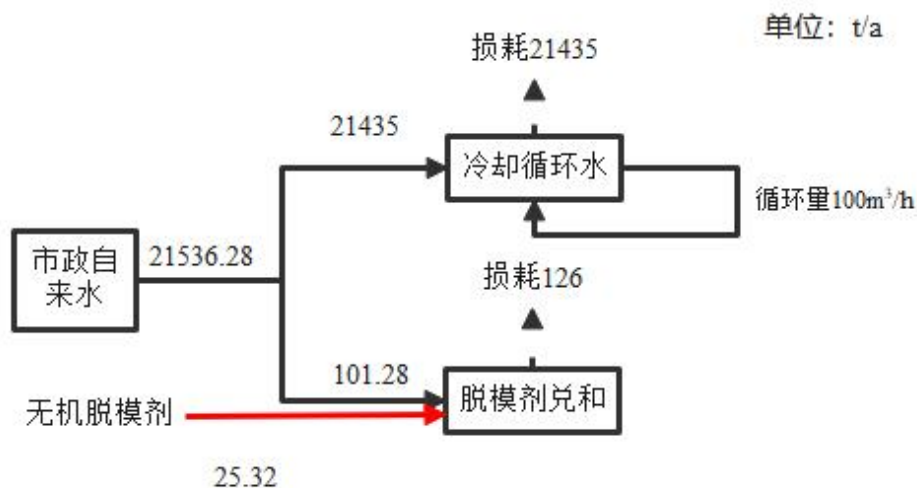 单位：t/a
损耗21435
21435
冷却循环水
循环量100m³/h
市政自
来水
21536.28
损耗126
101.28
脱模剂兑和
无机脱模剂
25.32